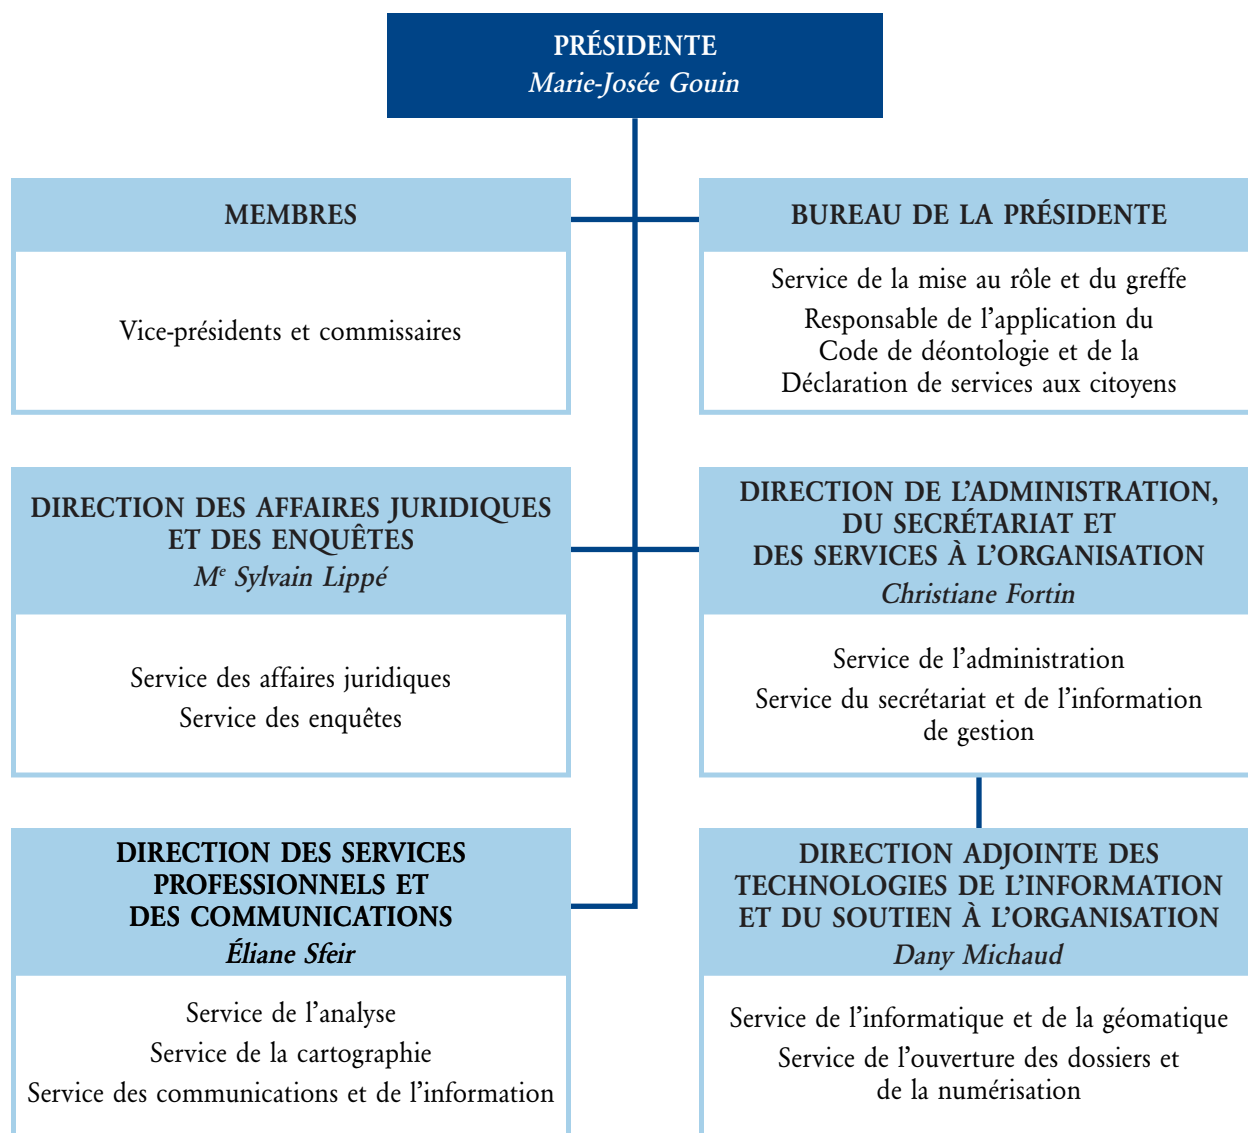 PRÉSIDENTE
Marie-Josée Gouin
MEMBRES
Vice-présidents et commissaires
BUREAU DE LA PRÉSIDENTE
Service de la mise au rôle et du greffe
Responsable de l’application du
Code de déontologie et de la
Déclaration de services aux citoyens
DIRECTION DES AFFAIRES JURIDIQUES
ET DES ENQUÊTES
Me Sylvain Lippé
Service des affaires juridiques
Service des enquêtes
DIRECTION DE L’ADMINISTRATION,
DU SECRÉTARIAT ET
DES SERVICES À L’ORGANISATION
Christiane Fortin
Service de l’administration
Service du secrétariat et de l’information
de gestion
DIRECTION DES SERVICES
PROFESSIONNELS ET
DES COMMUNICATIONS
Éliane Sfeir
Service de l’analyse
Service de la cartographie
Service des communications et de l’information
DIRECTION ADJOINTE DES
TECHNOLOGIES DE L’INFORMATION
ET DU SOUTIEN À L’ORGANISATION
Dany Michaud
Service de l’informatique et de la géomatique
Service de l’ouverture des dossiers et
de la numérisation